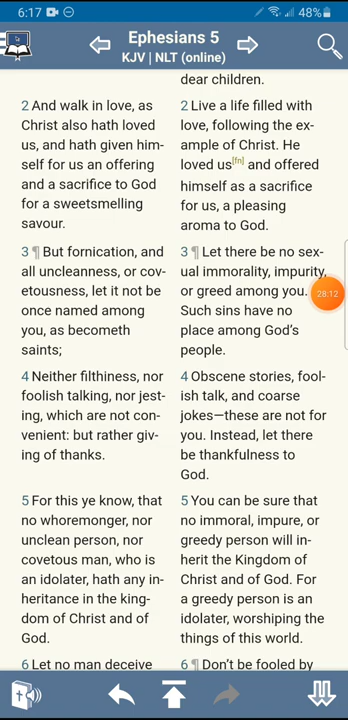 6:17
48%
Ephesians 5
KJV | NLT (online)
dear children.
2 And walk in love, as
Christ also hath loved
us, and hath given him-
self for us an offering
and a sacrifice to God
for a sweetsmelling
savour.
2 Live a life filled with
love, following the ex-
ample of Christ. He
loved us[fn] and offered
himself as a sacrifice
for us, a pleasing
aroma to God.
3 ¶ But fornication, and
all uncleanness, or cov-
etousness, let it not be
once named among
you, as becometh
saints;
3 ¶ Let there be no sex-
ual immorality, impurity,
or greed among you.
Such sins have no
place among God's
people.
28:12
4 Neither filthiness, nor
foolish talking, nor jest-
ing, which are not con-
venient: but rather giv-
ing of thanks.
4 Obscene stories, fool-
ish talk, and coarse
jokes—these are not for
you. Instead, let there
be thankfulness to
God.
5 For this ye know, that
no whoremonger, nor
unclean person, nor
covetous man, who is
an idolater, hath any in-
heritance in the king-
dom of Christ and of
God.
5 You can be sure that
no immoral, impure, or
greedy person will in-
herit the Kingdom of
Christ and of God. For
a greedy person is an
idolater, worshiping the
things of this world.
6 Let no man deceive
6 ¶ Don't be fooled by